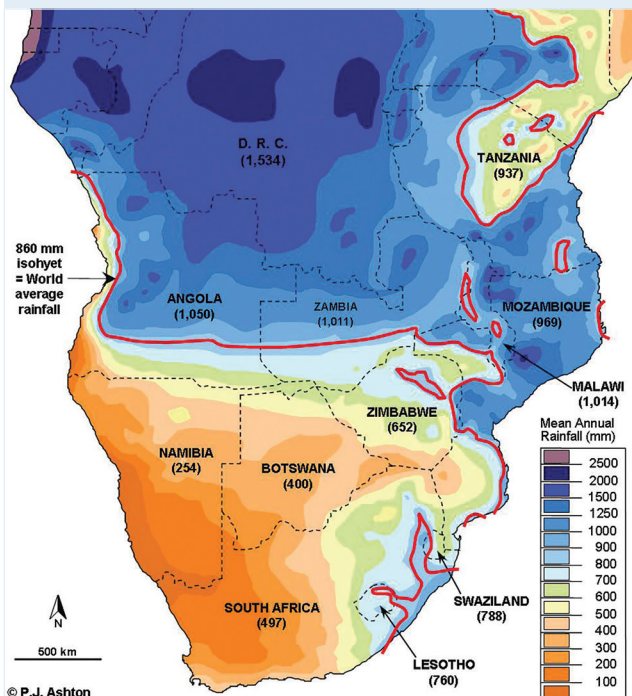 D. R. C.
(1,534)
TANZANIA
(937)
860 mm
isohyet
= World
average
rainfall
ANGOLA
(1,050)
ZAMBIA
(1,011)
MOZAMBIQUE
(969)
MALAWI
(1,014)
ZIMBABWE
(652)
NAMIBIA
(254)
BOTSWANA
(400)
SOUTH AFRICA
(497)
SWAZILAND
(788)
LESOTHO
(760)
Mean Annual
Rainfall (mm)
2500
2000
1500
1250
1000
900
800
700
600
500
400
300
200
100
N
500 km
© P.J. Ashton